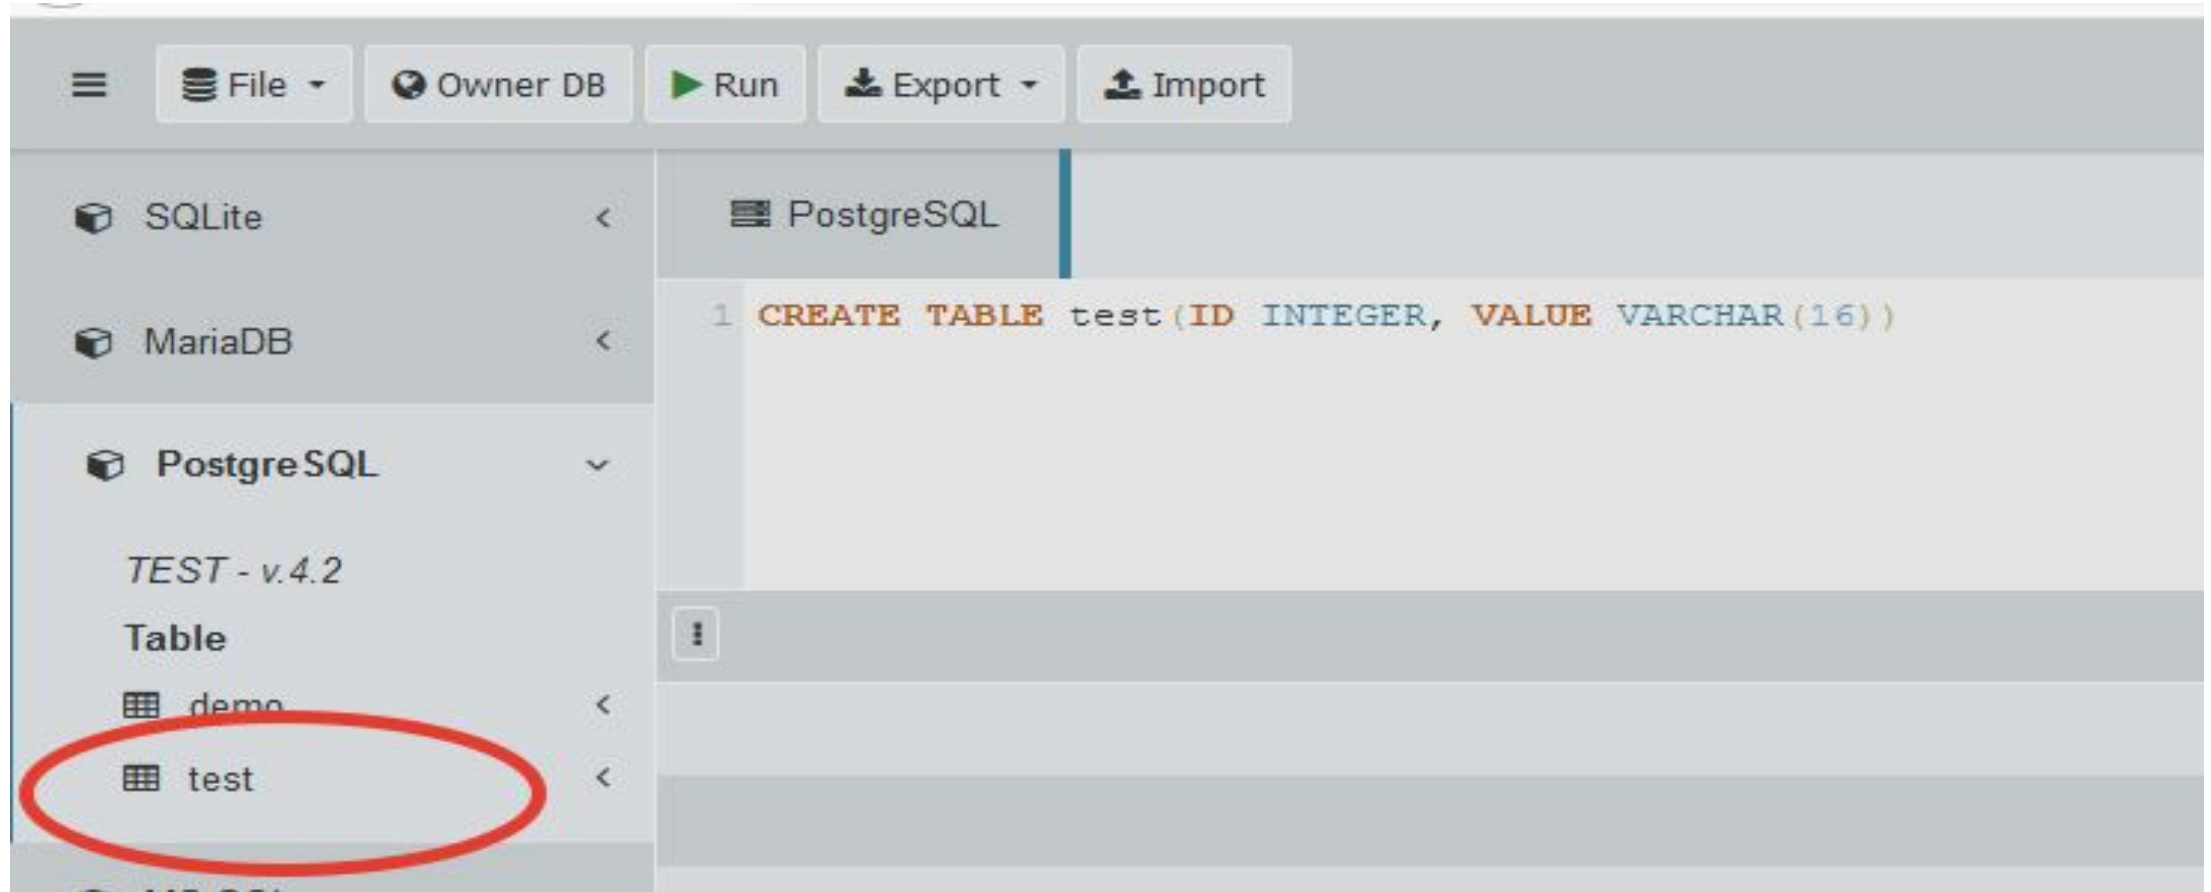 File Owner DB Run Export Import
SQLite
MariaDB
PostgreSQL
TEST - v.4.2
Table
demo
test
PostgreSQL
1 CREATE TABLE test(ID INTEGER, VALUE VARCHAR(16))